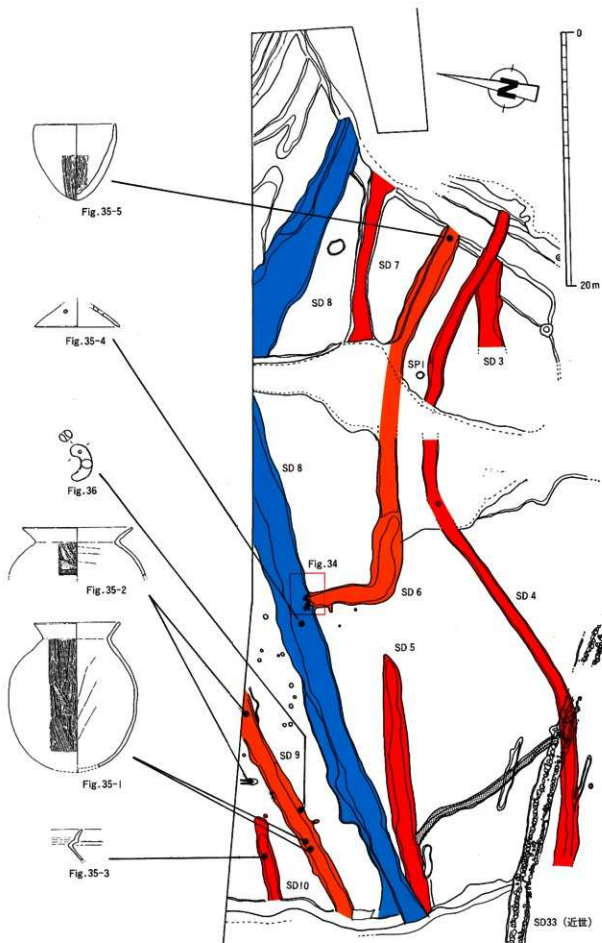 0
N
Fig.35-5
SD 7
20m
SD 8
Fig.35-4
SP1
SD 3
Fig.36
SD 8
Fig.34
Fig.35-2
SD 6
SD 4
SD 5
SD 9
Fig.35-1
Fig.35-3
SD10
SD33（近世）